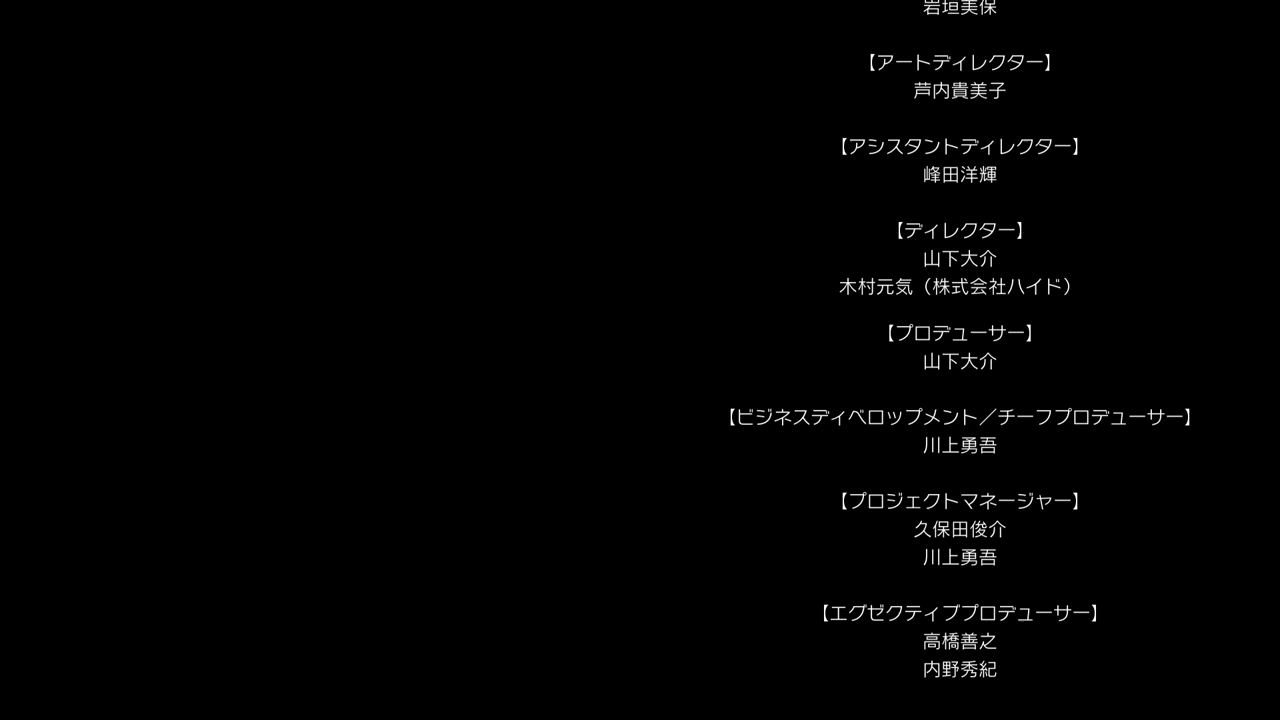 岩垣美保
【アートディレクター】
芦内貴美子
【アシスタントディレクター】
峰田洋輝
【ディレクター】
山下大介
木村元気（株式会社ハイド）
【プロデューサー】
山下大介
【ビジネスディベロップメント／チーフプロデューサー】
川上勇吾
【プロジェクトマネージャー】
久保田俊介
川上勇吾
【エグゼクティブプロデューサー】
高橋善之
内野秀紀